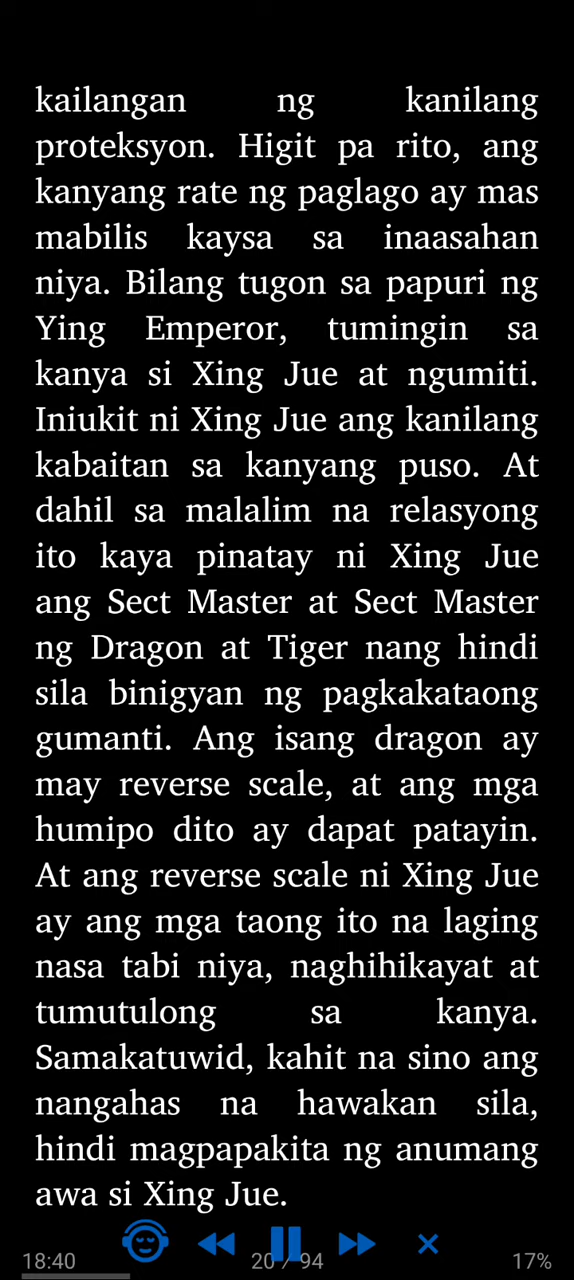 kailangan ng kanilang
proteksyon. Higit pa rito, ang
kanyang rate ng paglago ay mas
mabilis kaysa sa inaasahan
niya. Bilang tugon sa papuri ng
Ying Emperor, tumingin sa
kanya si Xing Jue at ngumiti.
Iniukit ni Xing Jue ang kanilang
kabaitan sa kanyang puso. At
dahil sa malalim na relasyong
ito kaya pinatay ni Xing Jue
ang Sect Master at Sect Master
ng Dragon at Tiger nang hindi
sila binigyan ng pagkakataong
gumanti. Ang isang dragon ay
may reverse scale, at ang mga
humipo dito ay dapat patayin.
At ang reverse scale ni Xing Jue
ay ang mga taong ito na laging
nasa tabi niya, naghihikayat at
tumutulong sa kanya.
Samakatuwid, kahit na sino ang
nangahas na hawakan sila,
hindi magpapakita ng anumang
awa si Xing Jue.
18:40 20 / 94 17%